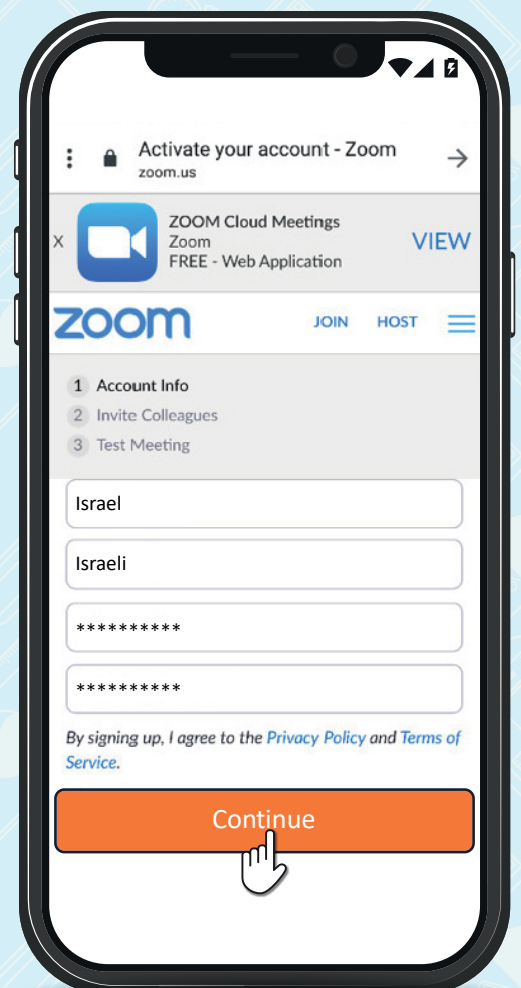 Activate your account - Zoom
zoom.us
X
ZOOM Cloud Meetings
Zoom
FREE - Web Application
VIEW
zoom
JOIN HOST
1 Account Info
2 Invite Colleagues
3 Test Meeting
Israel
Israeli
**********
**********
By signing up, I agree to the Privacy Policy and Terms of
Service.
Continue